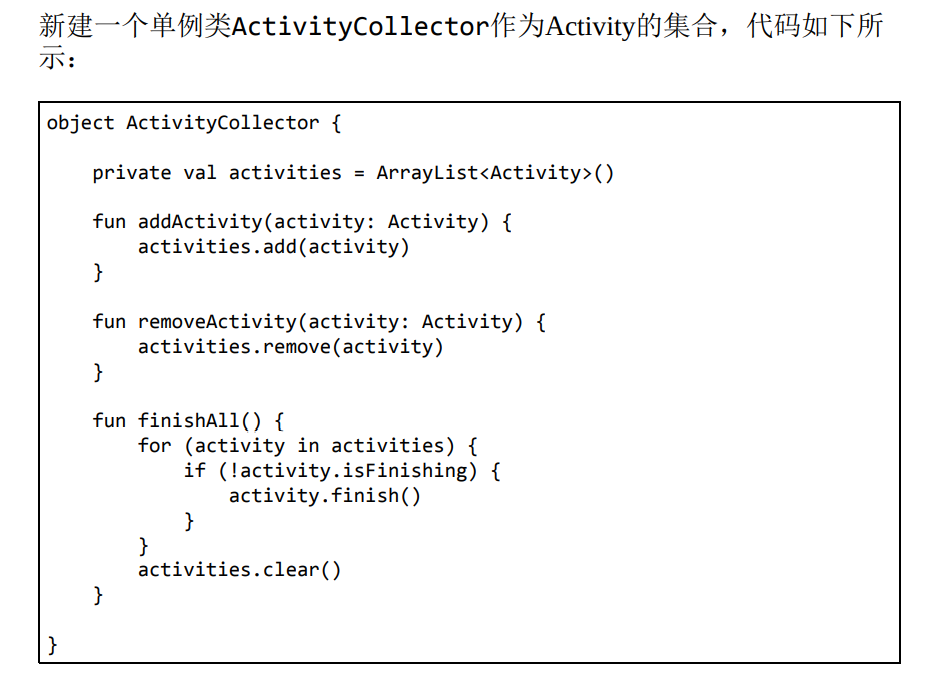 新建一个单例类ActivityCollector作为Activity的集合，代码如下所
示：
object ActivityCollector {
    private val activities = ArrayList<Activity>()
    fun addActivity(activity: Activity) {
        activities.add(activity)
    }
    fun removeActivity(activity: Activity) {
        activities.remove(activity)
    }
    fun finishAll() {
        for (activity in activities) {
            if (!activity.isFinishing) {
                activity.finish()
            }
        }
        activities.clear()
    }
}